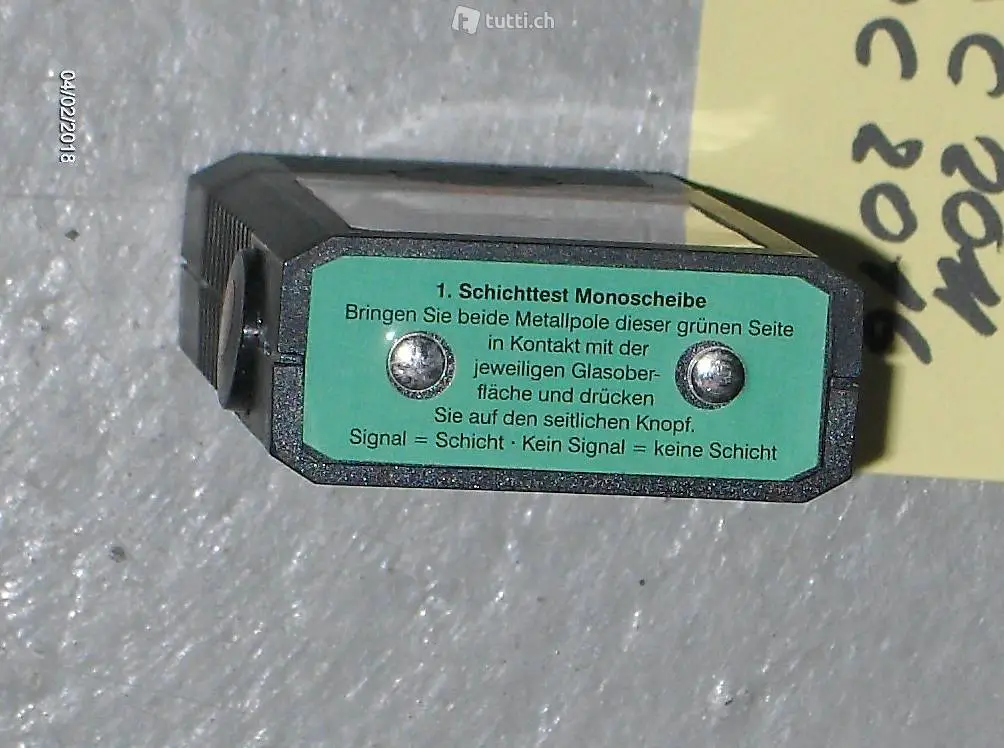 tutti.ch
04/02/2018
1. Schichttest Monoscheibe
Bringen Sie beide Metallpole dieser grünen Seite
in Kontakt mit der
jeweiligen Glasober-
fläche und drücken
Sie auf den seitlichen Knopf.
Signal = Schicht · Kein Signal = keine Schicht